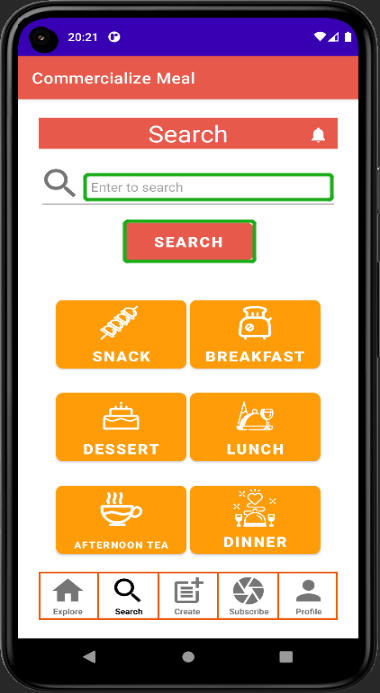 20:21
Commercialize Meal
Search
Enter to search
SEARCH
SNACK BREAKFAST
DESSERT LUNCH
AFTERNOON TEA DINNER
Explore Search Create Subscribe Profile